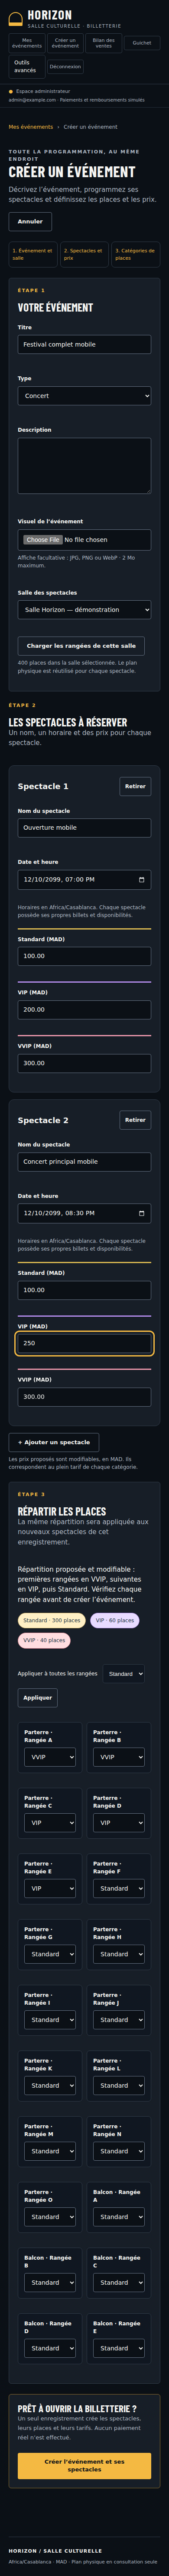 HORIZON
SALLE CULTURELLE · BILLETTERIE
Mes événements
Créer un événement
Bilan des ventes
Guichet
Outils avancés
Déconnexion
Espace administrateur
admin@example.com · Paiements et remboursements simulés
Mes événements › Créer un événement
TOUTE LA PROGRAMMATION, AU MÊME
ENDROIT
CRÉER UN ÉVÉNEMENT
Décrivez l’événement, programmez ses
spectacles et définissez les places et les prix.
Annuler
1. Événement et salle
2. Spectacles et prix
3. Catégories de places
ÉTAPE 1
VOTRE ÉVÉNEMENT
Titre
Festival complet mobile
Type
Concert
Description
Visuel de l’événement
Choose File No file chosen
Affiche facultative : JPG, PNG ou WebP · 2 Mo
maximum.
Salle des spectacles
Salle Horizon — démonstration
Charger les rangées de cette salle
400 places dans la salle sélectionnée. Le plan
physique est réutilisé pour chaque spectacle.
ÉTAPE 2
LES SPECTACLES À RÉSERVER
Un nom, un horaire et des prix pour chaque
spectacle.
Spectacle 1
Retirer
Nom du spectacle
Ouverture mobile
Date et heure
12/10/2099, 07:00 PM
Horaires en Africa/Casablanca. Chaque spectacle
possède ses propres billets et disponibilités.
Standard (MAD)
100.00
VIP (MAD)
200.00
VVIP (MAD)
300.00
Spectacle 2
Retirer
Nom du spectacle
Concert principal mobile
Date et heure
12/10/2099, 08:30 PM
Horaires en Africa/Casablanca. Chaque spectacle
possède ses propres billets et disponibilités.
Standard (MAD)
100.00
VIP (MAD)
250
VVIP (MAD)
300.00
+ Ajouter un spectacle
Les prix proposés sont modifiables, en MAD. Ils
correspondent au plein tarif de chaque catégorie.
ÉTAPE 3
RÉPARTIR LES PLACES
La même répartition sera appliquée aux
nouveaux spectacles de cet
enregistrement.
Répartition proposée et modifiable :
premières rangées en VVIP, suivantes
en VIP, puis Standard. Vérifiez chaque
rangée avant de créer l’événement.
Standard · 300 places
VIP · 60 places
VVIP · 40 places
Appliquer à toutes les rangées
Standard
Appliquer
Parterre · Rangée A
VVIP
Parterre · Rangée B
VVIP
Parterre · Rangée C
VIP
Parterre · Rangée D
VIP
Parterre · Rangée E
VIP
Parterre · Rangée F
Standard
Parterre · Rangée G
Standard
Parterre · Rangée H
Standard
Parterre · Rangée I
Standard
Parterre · Rangée J
Standard
Parterre · Rangée K
Standard
Parterre · Rangée L
Standard
Parterre · Rangée M
Standard
Parterre · Rangée N
Standard
Parterre · Rangée O
Standard
Balcon · Rangée A
Standard
Balcon · Rangée B
Standard
Balcon · Rangée C
Standard
Balcon · Rangée D
Standard
Balcon · Rangée E
Standard
PRÊT À OUVRIR LA BILLETTERIE ?
Un seul enregistrement crée les spectacles,
leurs places et leurs tarifs. Aucun paiement
réel n’est effectué.
Créer l’événement et ses
spectacles
HORIZON / SALLE CULTURELLE
Africa/Casablanca · MAD · Plan physique en consultation seule